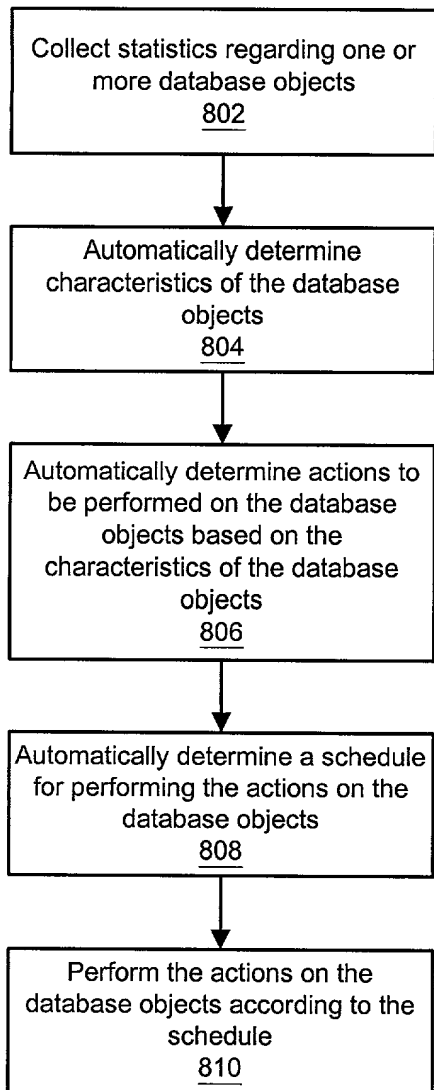 Collect statistics regarding one or
more database objects
802
Automatically determine
characteristics of the database
objects
804
Automatically determine actions to
be performed on the database
objects based on the
characteristics of the database
objects
806
Automatically determine a schedule
for performing the actions on the
database objects
808
Perform the actions on the
database objects according to the
schedule
810